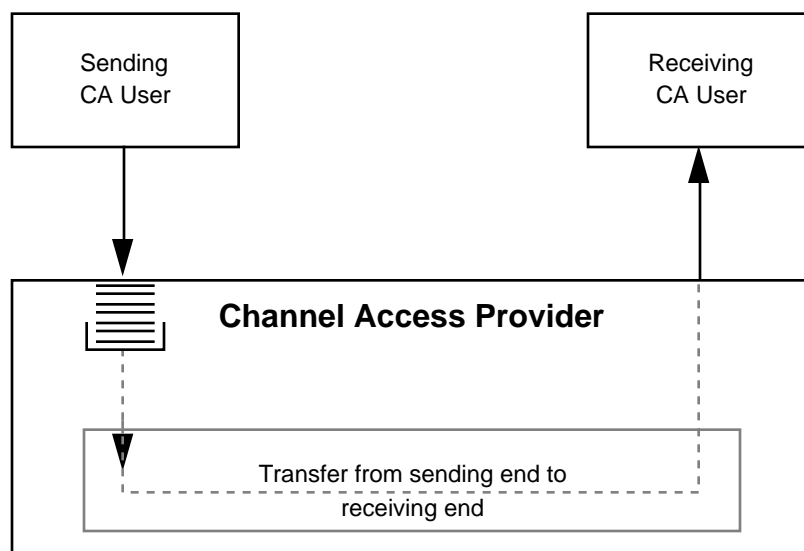 Sending
CA User
Receiving
CA User
Channel Access Provider
Transfer from sending end to
receiving end